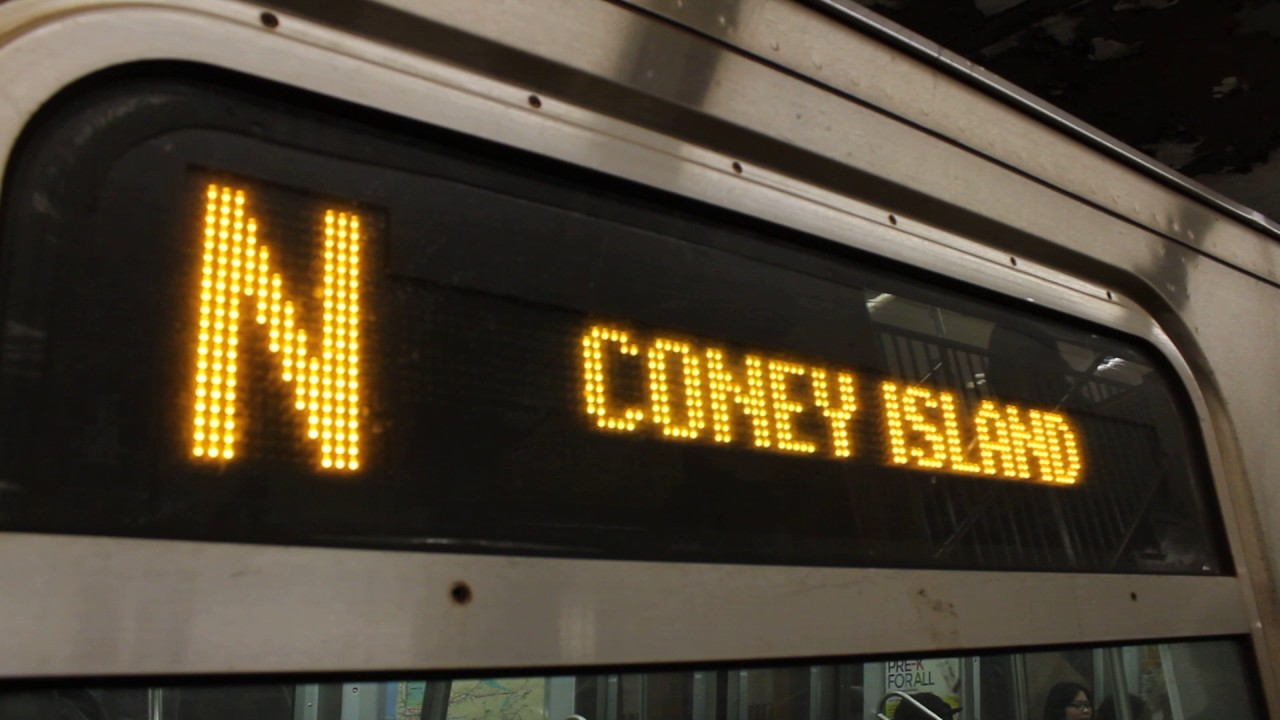 N CONEY ISLAND
PRE-K
FOR ALL